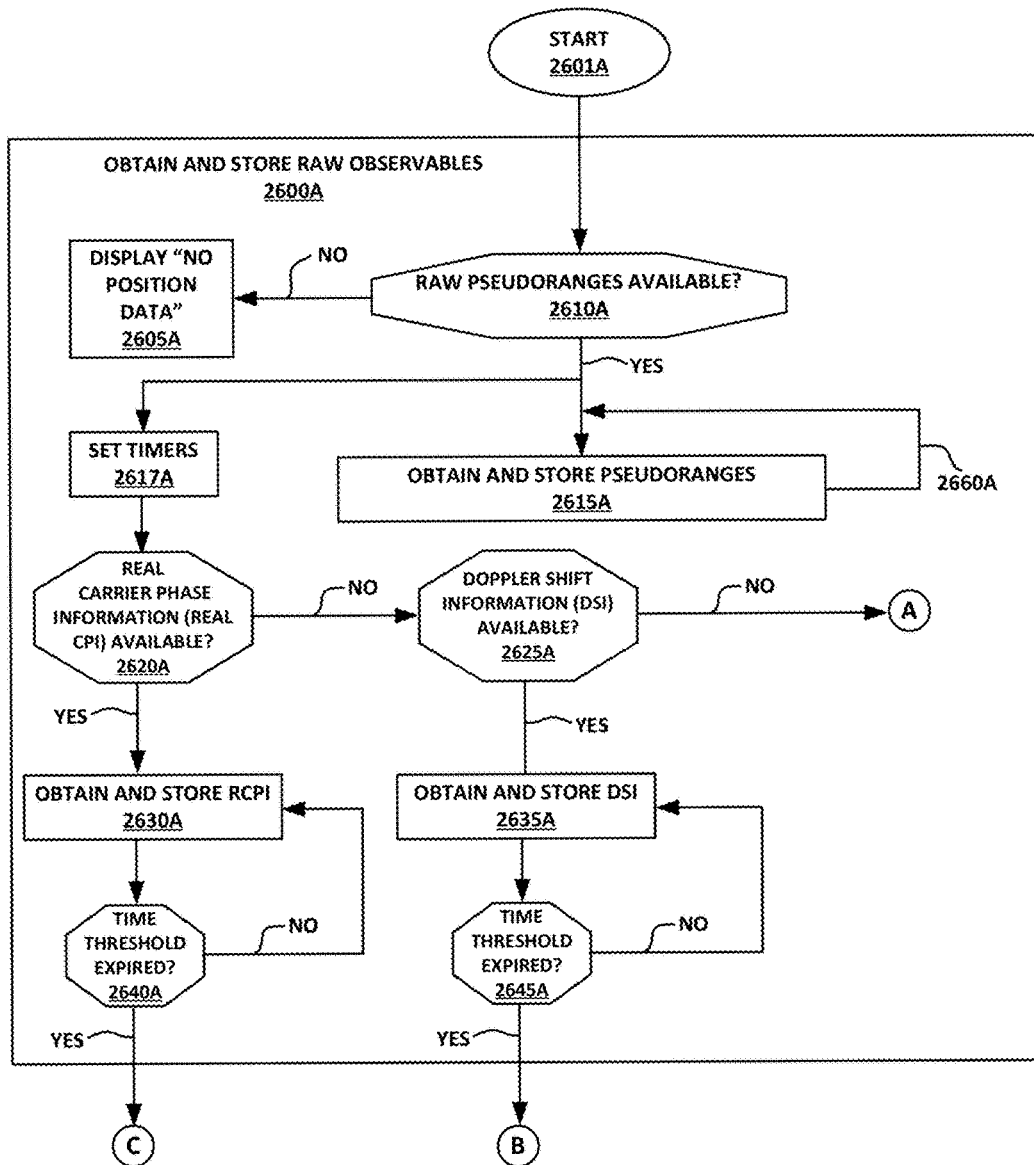 START
2601A
OBTAIN AND STORE RAW OBSERVABLES
2600A
DISPLAY “NO
POSITION
DATA”
2605A
NO
RAW PSEUDORANGES AVAILABLE?
2610A
YES
SET TIMERS
2617A
OBTAIN AND STORE PSEUDORANGES
2615A
2660A
REAL
CARRIER PHASE
INFORMATION (REAL
CPI) AVAILABLE?
2620A
NO
DOPPLER SHIFT
INFORMATION (DSI)
AVAILABLE?
2625A
NO
A
YES
YES
OBTAIN AND STORE RCPI
2630A
OBTAIN AND STORE DSI
2635A
TIME
THRESHOLD
EXPIRED?
2640A
NO
TIME
THRESHOLD
EXPIRED?
2645A
NO
YES
YES
C
B